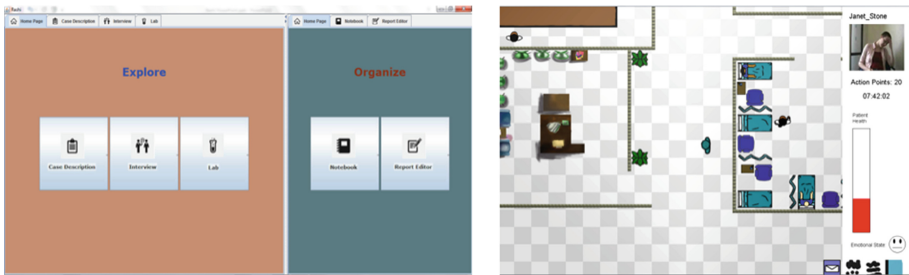 Rashi
Home Page Case Description Interview Lab
Home Page Notebook Report Editor
Explore
Organize
Case Description Interview Lab
Notebook Report Editor
Janet_Stone
Action Points: 20
07:42:02
Patient
Health
Emotional State